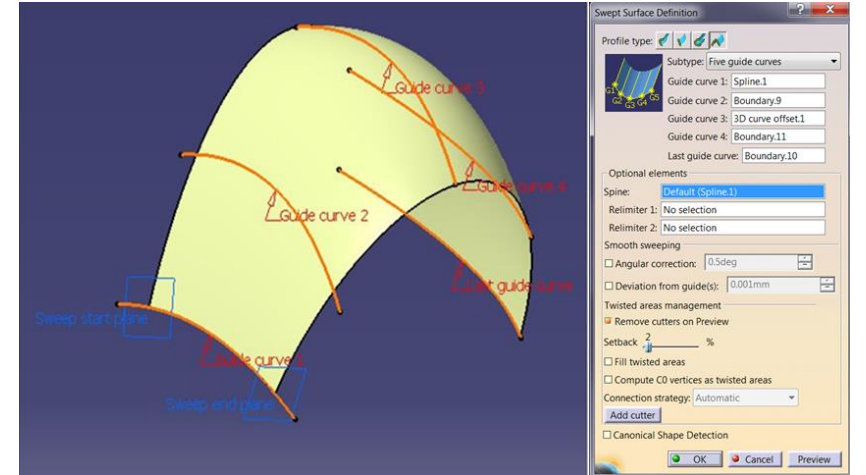 Guide curve 3
Guide curve 4
Guide curve 2
Last guide curve
Sweep start plane
Guide curve 1
Sweep end plane
Swept Surface Definition
Profile type:
Subtype: Five guide curves
G1 G2 G3 G4 G5
Guide curve 1: Spline.1
Guide curve 2: Boundary.9
Guide curve 3: 3D curve offset.1
Guide curve 4: Boundary.11
Last guide curve: Boundary.10
Optional elements
Spine: Default (Spline.1)
Relimiter 1: No selection
Relimiter 2: No selection
Smooth sweeping
Angular correction: 0.5deg
Deviation from guide(s): 0.001mm
Twisted areas management
Remove cutters on Preview
Setback 2 %
Fill twisted areas
Compute C0 vertices as twisted areas
Connection strategy: Automatic
Add cutter
Canonical Shape Detection
OK Cancel Preview